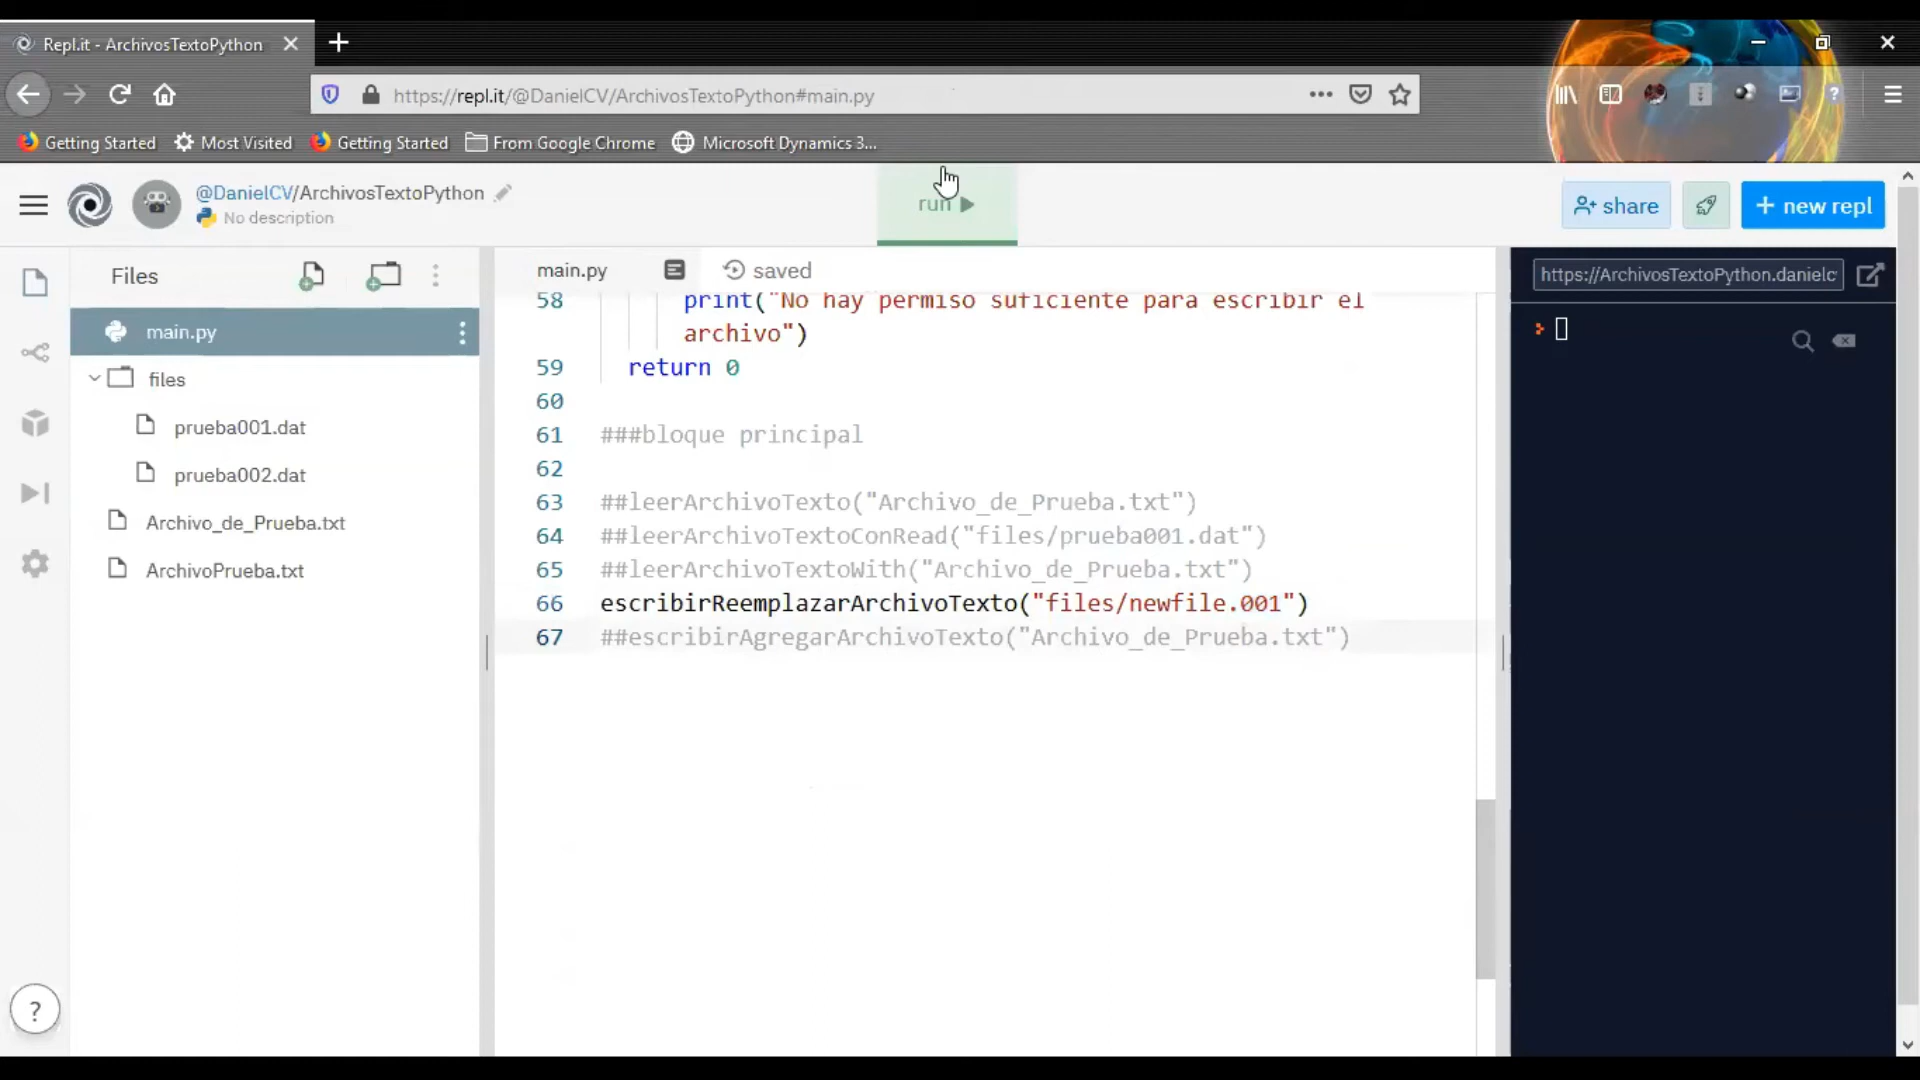 Repl.it - ArchivosTextoPython
https://repl.it/@DanielCV/ArchivosTextoPython#main.py
Getting Started
Most Visited
Getting Started
From Google Chrome
Microsoft Dynamics 3...
@DanielCV/ArchivosTextoPython
No description
run
share
+ new repl
Files
main.py
files
prueba001.dat
prueba002.dat
Archivo_de_Prueba.txt
ArchivoPrueba.txt
?
main.py
saved
58 print("No hay permiso suficiente para escribir el
archivo")
59 return 0
60
61 ###bloque principal
62
63 ##leerArchivoTexto("Archivo_de_Prueba.txt")
64 ##leerArchivoTextoConRead("files/prueba001.dat")
65 ##leerArchivoTextoWith("Archivo_de_Prueba.txt")
66 escribirReemplazarArchivoTexto("files/newfile.001")
67 ##escribirAgregarArchivoTexto("Archivo_de_Prueba.txt")
https://ArchivosTextoPython.danielc